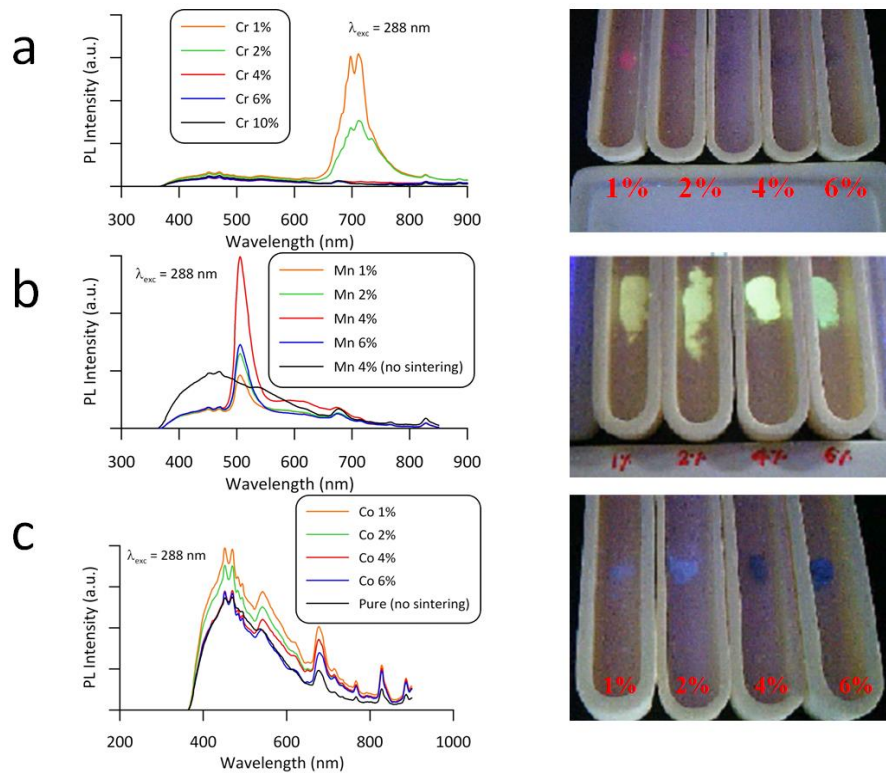 a
PL Intensity (a.u.)
Cr 1%
Cr 2%
Cr 4%
Cr 6%
Cr 10%
λexc = 288 nm
300 400 500 600 700 800 900
Wavelength (nm)
1% 2% 4% 6%
b
PL Intensity (a.u.)
λexc = 288 nm
Mn 1%
Mn 2%
Mn 4%
Mn 6%
Mn 4% (no sintering)
300 400 500 600 700 800 900
Wavelength (nm)
1% 2% 4% 6%
c
PL Intensity (a.u.)
λexc = 288 nm
Co 1%
Co 2%
Co 4%
Co 6%
Pure (no sintering)
200 400 600 800 1000
Wavelength (nm)
1% 2% 4% 6%